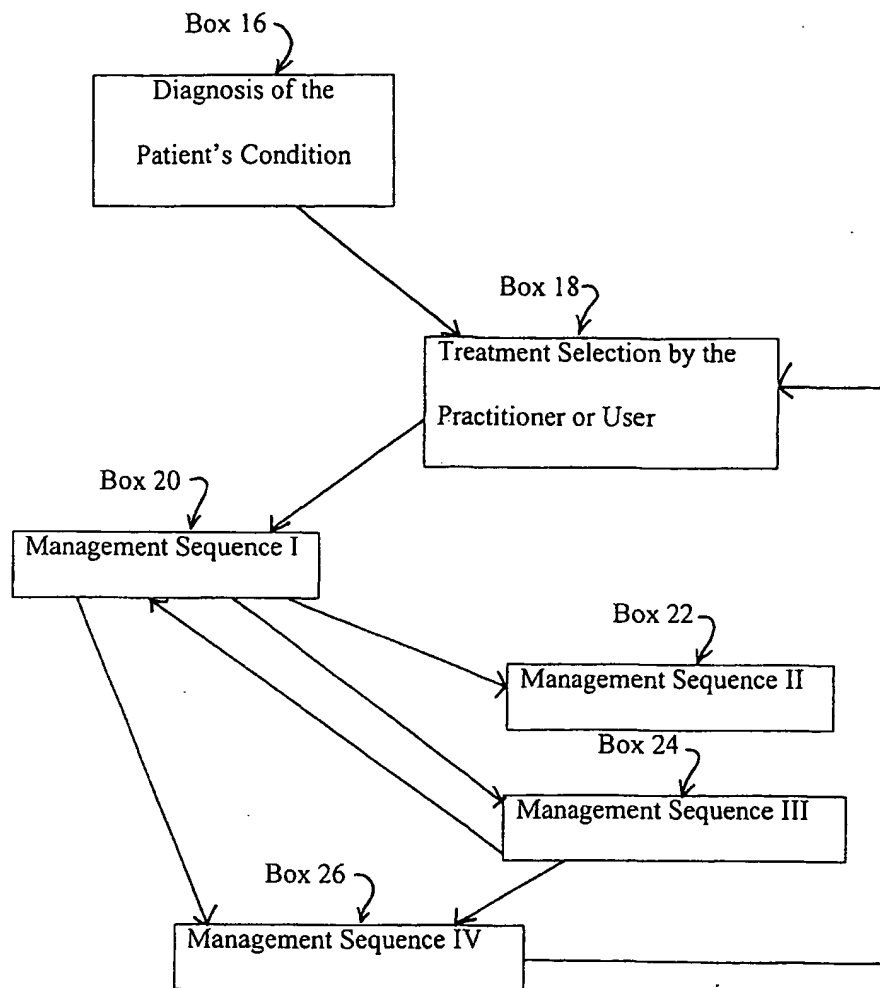 Box 16
Diagnosis of the
Patient's Condition
Box 18
Treatment Selection by the
Practitioner or User
Box 20
Management Sequence I
Box 22
Management Sequence II
Box 24
Management Sequence III
Box 26
Management Sequence IV